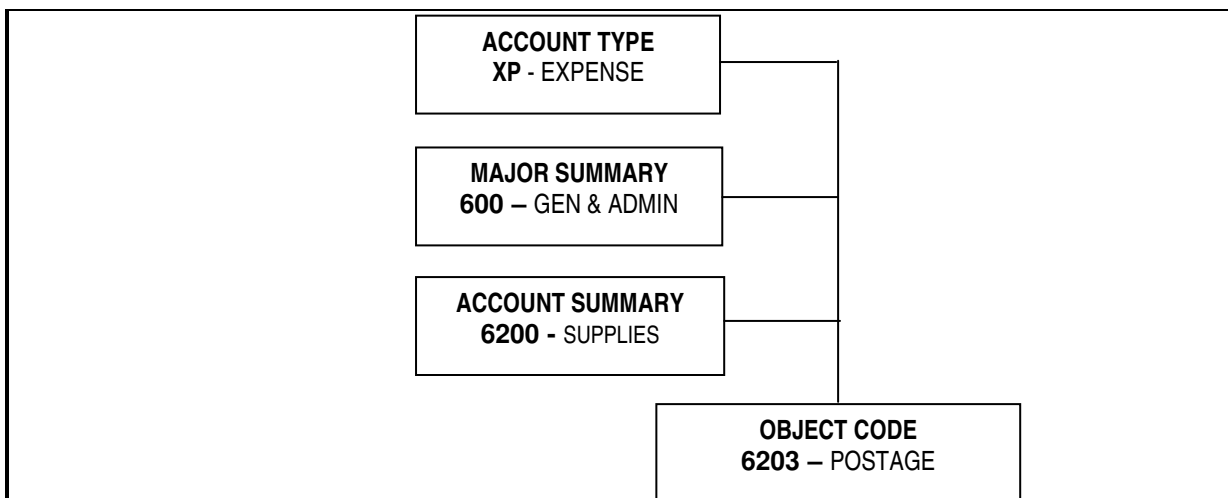 ACCOUNT TYPE
XP - EXPENSE
MAJOR SUMMARY
600 – GEN & ADMIN
ACCOUNT SUMMARY
6200 - SUPPLIES
OBJECT CODE
6203 – POSTAGE